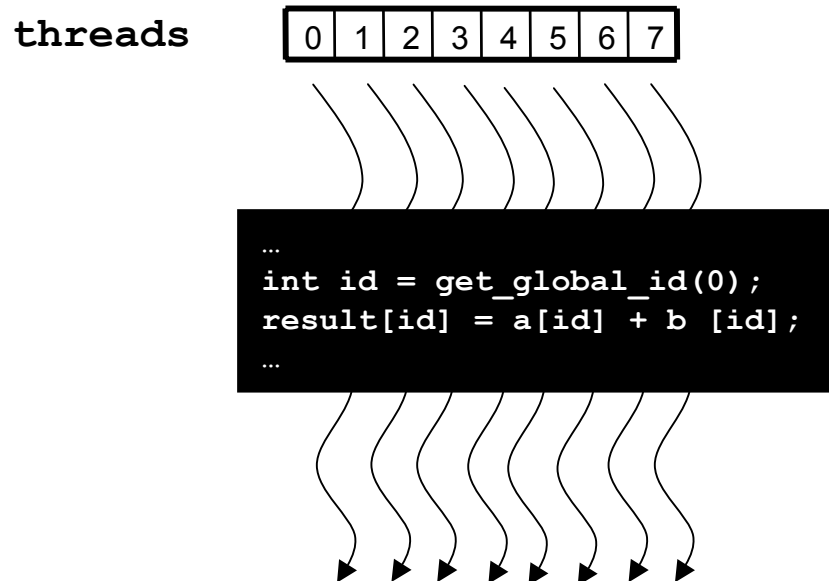 threads 0 1 2 3 4 5 6 7
…
int id = get_global_id(0);
result[id] = a[id] + b [id];
…